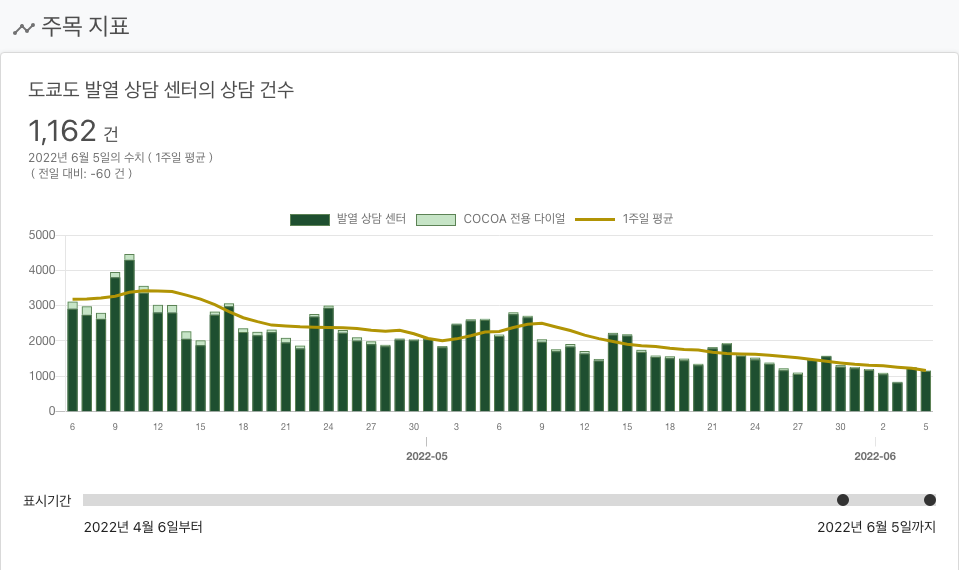 주목 지표
도쿄도 발열 상담 센터의 상담 건수
1,162 건
2022년 6월 5일의 수치 ( 1주일 평균 )
( 전일 대비: -60 건 )
발열 상담 센터 COCOA 전용 다이얼 1주일 평균
5000
4000
3000
2000
1000
0
6 9 12 15 18 21 24 27 30 3 6 9 12 15 18 21 24 27 30 2 5
2022-05 2022-06
표시기간
2022년 4월 6일부터 2022년 6월 5일까지